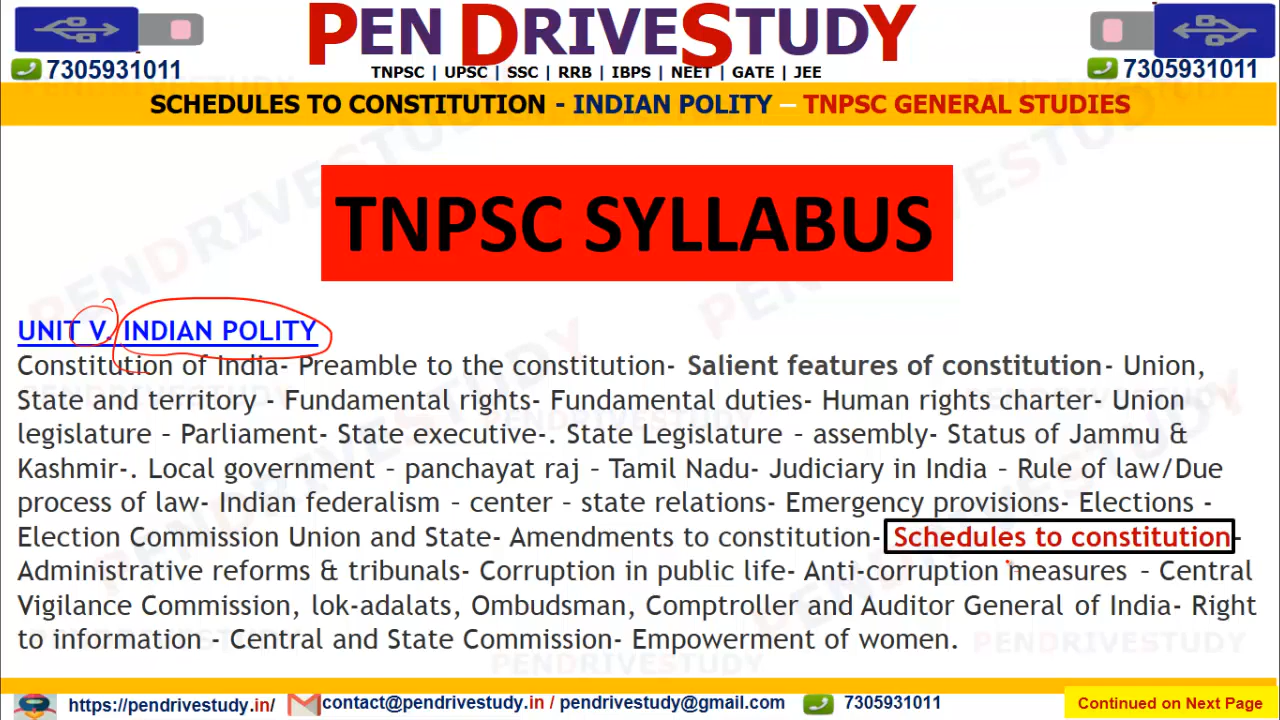 PEN DRIVESTUDY
TNPSC | UPSC | SSC | RRB | IBPS | NEET | GATE | JEE
7305931011
7305931011
SCHEDULES TO CONSTITUTION - INDIAN POLITY – TNPSC GENERAL STUDIES
TNPSC SYLLABUS
UNIT V. INDIAN POLITY
Constitution of India- Preamble to the constitution- Salient features of constitution- Union,
State and territory - Fundamental rights- Fundamental duties- Human rights charter- Union
legislature – Parliament- State executive-. State Legislature – assembly- Status of Jammu &
Kashmir-. Local government – panchayat raj – Tamil Nadu- Judiciary in India – Rule of law/Due
process of law- Indian federalism – center – state relations- Emergency provisions- Elections -
Election Commission Union and State- Amendments to constitution- Schedules to constitution-
Administrative reforms & tribunals- Corruption in public life- Anti-corruption measures – Central
Vigilance Commission, lok-adalats, Ombudsman, Comptroller and Auditor General of India- Right
to information - Central and State Commission- Empowerment of women.
https://pendrivestudy.in/ contact@pendrivestudy.in / pendrivestudy@gmail.com 7305931011 Continued on Next Page